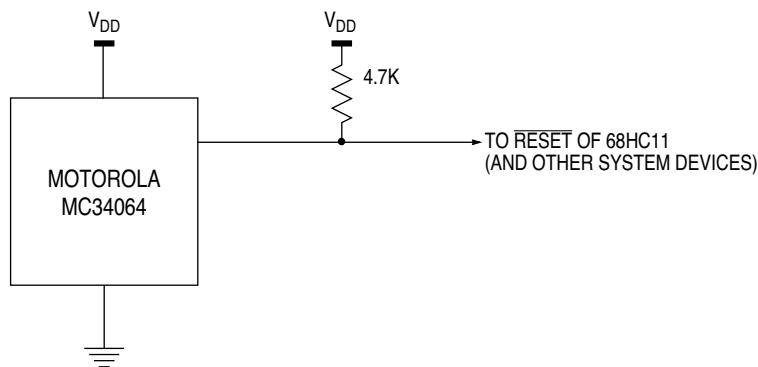 VDD
VDD
4.7K
TO RESET OF 68HC11
(AND OTHER SYSTEM DEVICES)
MOTOROLA
MC34064